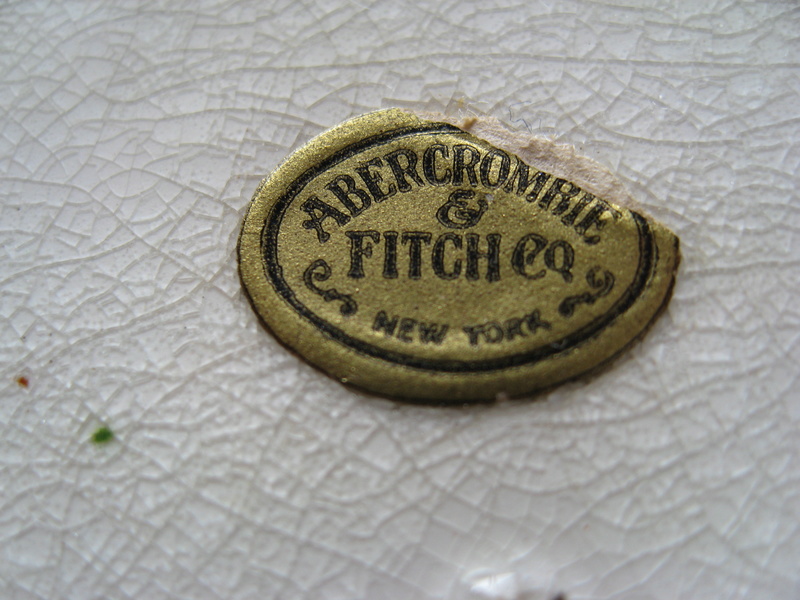 ABERCROMBIE
&
FITCH CO
NEW YORK